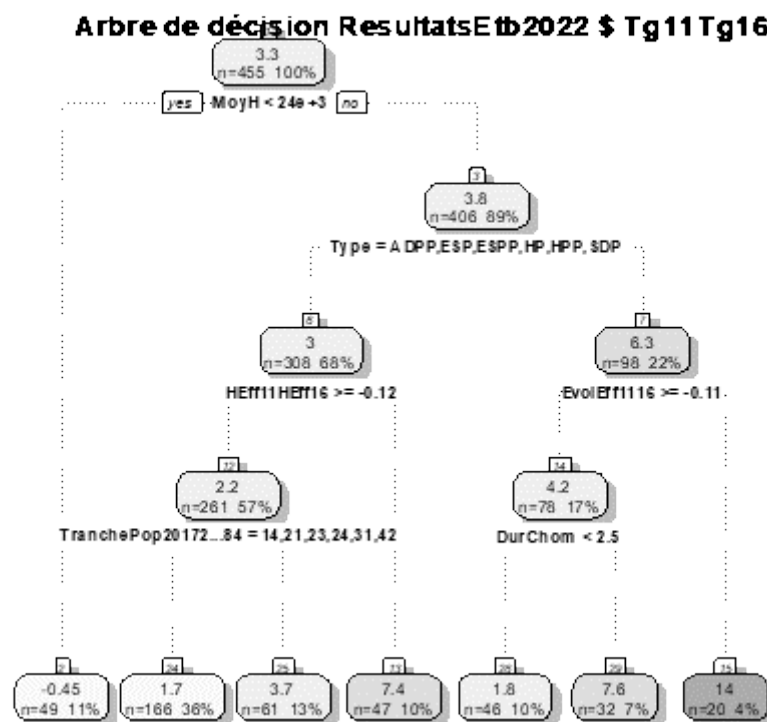 Arbre de décision ResultatsEtb2022 $ Tg11Tg16
3.3
n=455 100%
yes MoyH < 24e+3 no
3
3.8
n=406 89%
Type = ADPP,ESP,ESPP,HP,HPP,SDP
6
7
3
6.3
n=308 68%
n=98 22%
HEff11HEff16 >= -0.12
EvolEff1116 >= -0.11
12
14
2.2
4.2
n=261 57%
n=78 17%
TranchePop20172...84 = 14,21,23,24,31,42
DurChom < 2.5
2
24
25
13
28
29
15
-0.45
1.7
3.7
7.4
1.8
7.6
14
n=49 11%
n=166 36%
n=61 13%
n=47 10%
n=46 10%
n=32 7%
n=20 4%